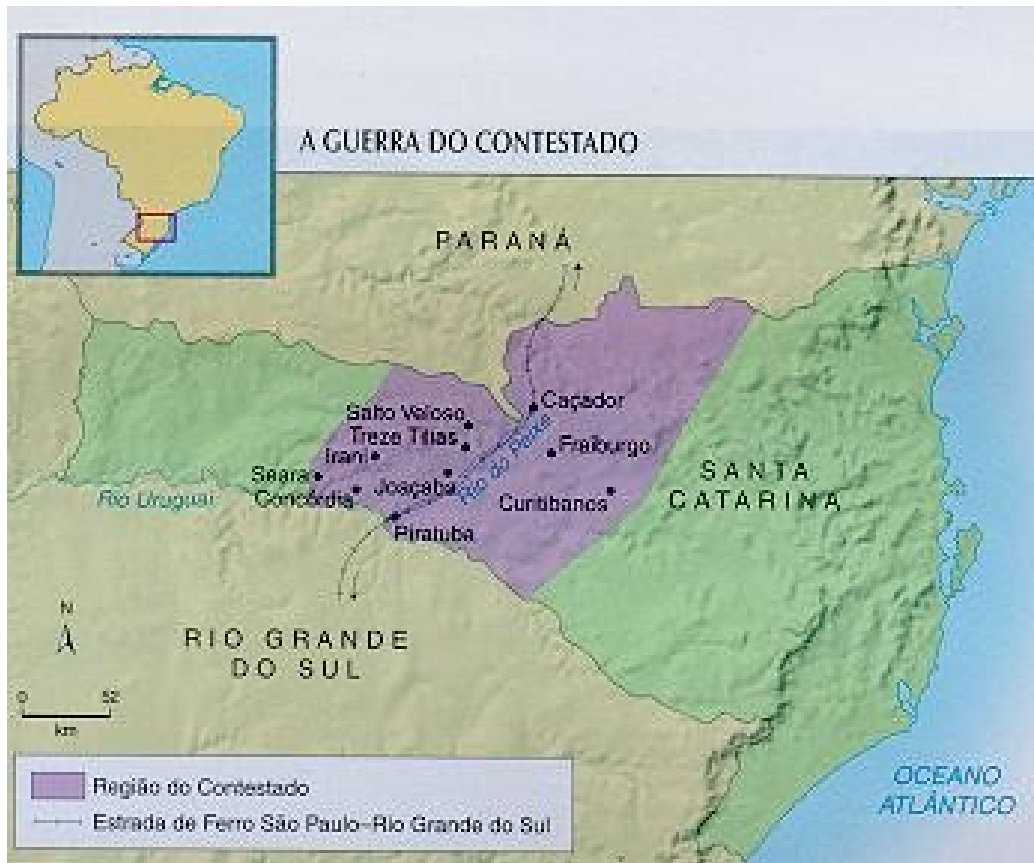 A GUERRA DO CONTESTADO
PARANÁ
Caçador
Salto Veloso
Treze Tílias
Fraiburgo
Irani
Rio do Peixe
Seara
Joaçaba
SANTA
CATARINA
Concórdia
Curitibanos
Rio Uruguai
Piratuba
N
RIO GRANDE
DO SUL
0 52
km
Região do Contestado
Estrada de Ferro São Paulo–Rio Grande do Sul
OCEANO
ATLÂNTICO